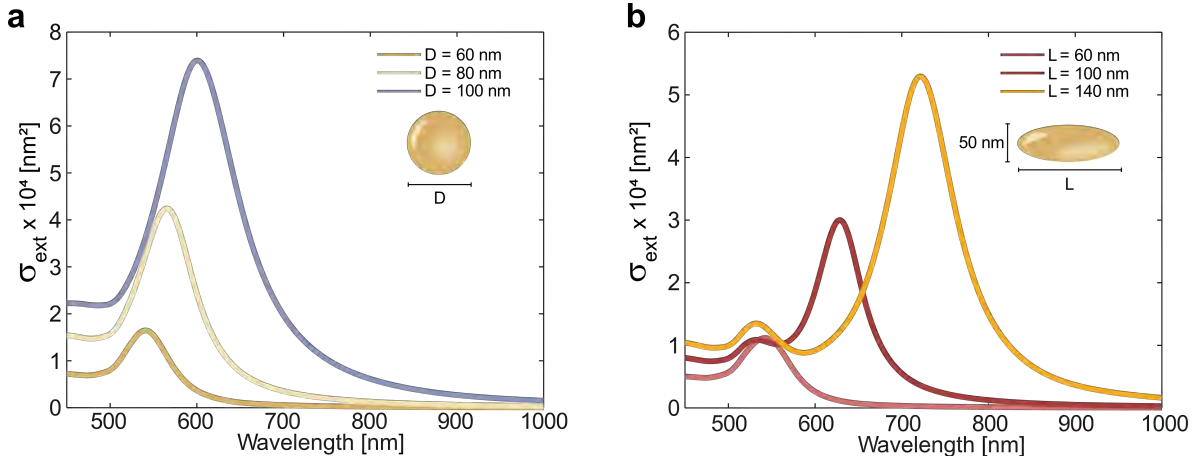 a
8
7
6
5
4
3
2
1
0
σext x 10⁴ [nm²]
D = 60 nm
D = 80 nm
D = 100 nm
D
500 600 700 800 900 1000
Wavelength [nm]
b
6
5
4
3
2
1
0
σext x 10⁴ [nm²]
L = 60 nm
L = 100 nm
L = 140 nm
50 nm
L
500 600 700 800 900 1000
Wavelength [nm]